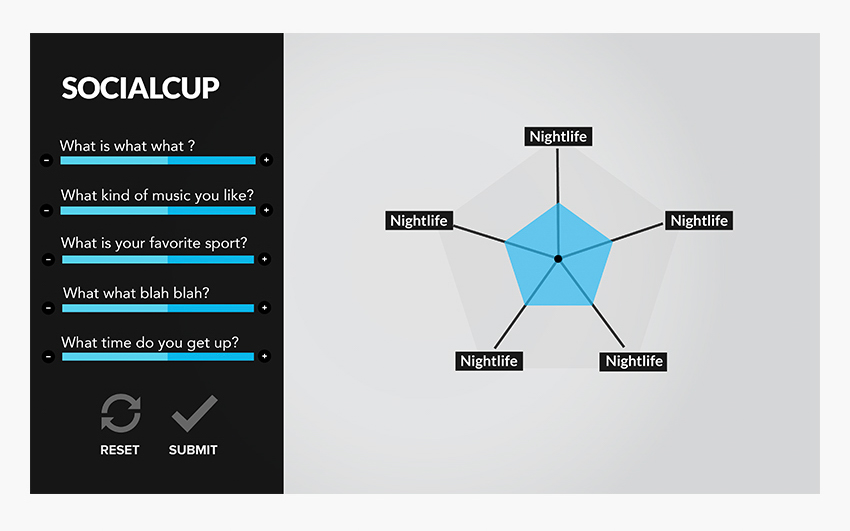 SOCIALCUP
What is what what ?
What kind of music you like?
What is your favorite sport?
What what blah blah?
What time do you get up?
RESET
SUBMIT
Nightlife
Nightlife
Nightlife
Nightlife
Nightlife